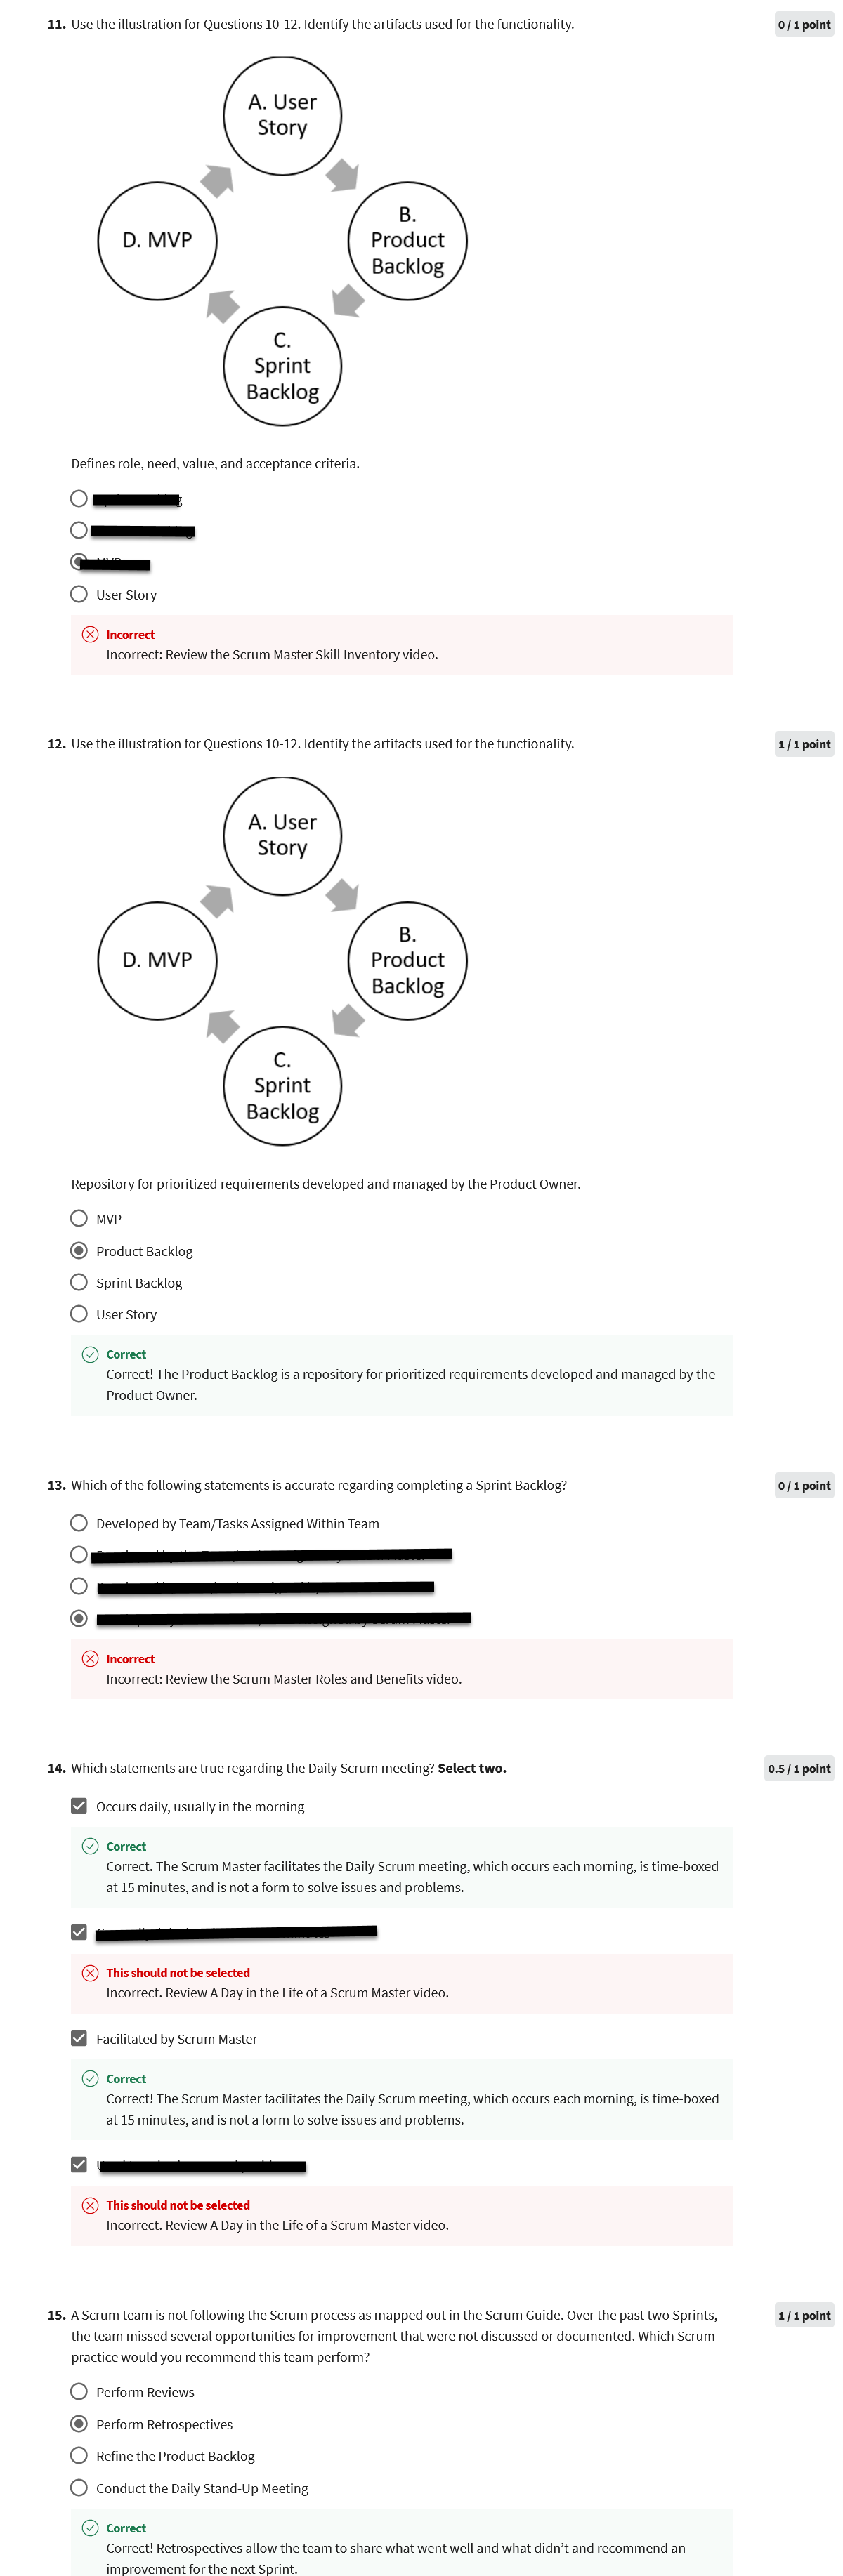 11. Use the illustration for Questions 10-12. Identify the artifacts used for the functionality.
0 / 1 point
A. User
Story
B.
Product
Backlog
C.
Sprint
Backlog
D. MVP
Defines role, need, value, and acceptance criteria.
User Story
Incorrect
Incorrect: Review the Scrum Master Skill Inventory video.
12. Use the illustration for Questions 10-12. Identify the artifacts used for the functionality.
1 / 1 point
A. User
Story
B.
Product
Backlog
C.
Sprint
Backlog
D. MVP
Repository for prioritized requirements developed and managed by the Product Owner.
MVP
Product Backlog
Sprint Backlog
User Story
Correct
Correct! The Product Backlog is a repository for prioritized requirements developed and managed by the
Product Owner.
13. Which of the following statements is accurate regarding completing a Sprint Backlog?
0 / 1 point
Developed by Team/Tasks Assigned Within Team
Incorrect
Incorrect: Review the Scrum Master Roles and Benefits video.
14. Which statements are true regarding the Daily Scrum meeting? Select two.
0.5 / 1 point
Occurs daily, usually in the morning
Correct
Correct. The Scrum Master facilitates the Daily Scrum meeting, which occurs each morning, is time-boxed
at 15 minutes, and is not a form to solve issues and problems.
This should not be selected
Incorrect. Review A Day in the Life of a Scrum Master video.
Facilitated by Scrum Master
Correct
Correct! The Scrum Master facilitates the Daily Scrum meeting, which occurs each morning, is time-boxed
at 15 minutes, and is not a form to solve issues and problems.
This should not be selected
Incorrect. Review A Day in the Life of a Scrum Master video.
15. A Scrum team is not following the Scrum process as mapped out in the Scrum Guide. Over the past two Sprints,
the team missed several opportunities for improvement that were not discussed or documented. Which Scrum
practice would you recommend this team perform?
1 / 1 point
Perform Reviews
Perform Retrospectives
Refine the Product Backlog
Conduct the Daily Stand-Up Meeting
Correct
Correct! Retrospectives allow the team to share what went well and what didn't and recommend an
improvement for the next Sprint.